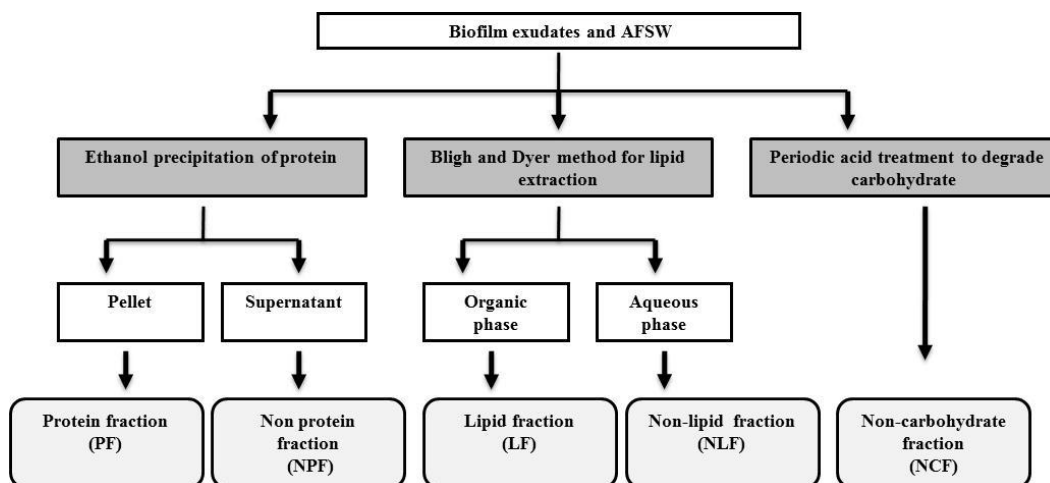 Biofilm exudates and AFSW
Ethanol precipitation of protein
Bligh and Dyer method for lipid
extraction
Periodic acid treatment to degrade
carbohydrate
Pellet
Supernatant
Organic
phase
Aqueous
phase
Protein fraction
(PF)
Non protein
fraction
(NPF)
Lipid fraction
(LF)
Non-lipid fraction
(NLF)
Non-carbohydrate
fraction
(NCF)